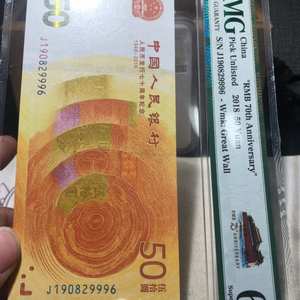 50
J190829996
人民币发行七十周年纪念
1948-2018
中国人民银行
50
伍拾圆
J190829996
PMG
GUARANTY
China
Pick Unlisted 2018 50 Yuan
S/N J190829996 - Wmk: Great Wall
"RMB 70th Anniversary"